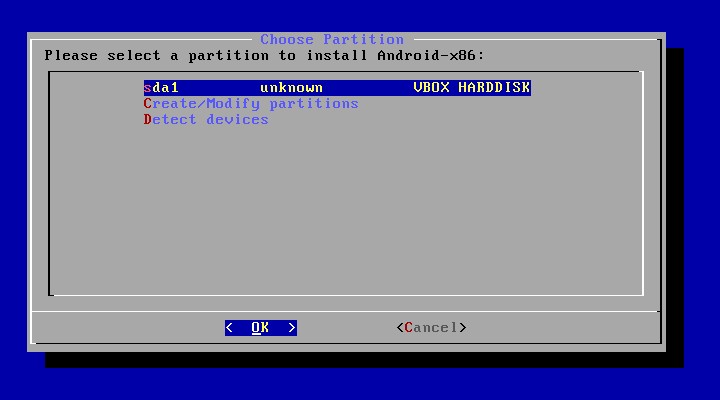 Choose Partition
Please select a partition to install Android-x86:
sda1 unknown VBOX HARDDISK
Create/Modify partitions
Detect devices
< OK > <Cancel>